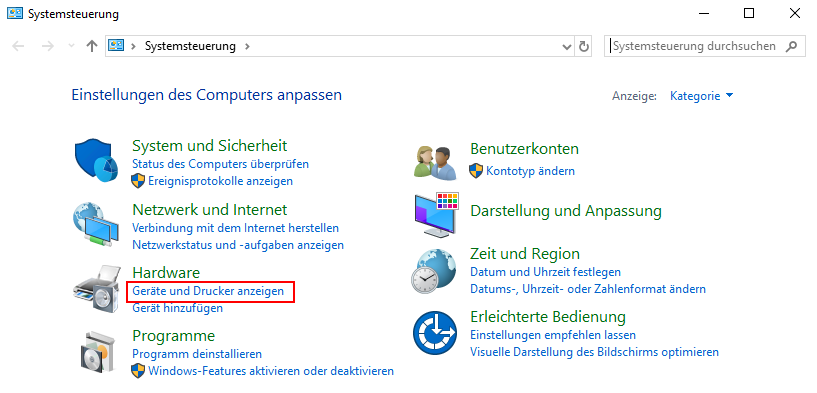 Systemsteuerung
Systemsteuerung
Systemsteuerung durchsuchen
Einstellungen des Computers anpassen
Anzeige: Kategorie
System und Sicherheit
Status des Computers überprüfen
Ereignisprotokolle anzeigen
Netzwerk und Internet
Verbindung mit dem Internet herstellen
Netzwerkstatus und -aufgaben anzeigen
Hardware
Geräte und Drucker anzeigen
Gerät hinzufügen
Programme
Programm deinstallieren
Windows-Features aktivieren oder deaktivieren
Benutzerkonten
Kontotyp ändern
Darstellung und Anpassung
Zeit und Region
Datum und Uhrzeit festlegen
Datums-, Uhrzeit- oder Zahlenformat ändern
Erleichterte Bedienung
Einstellungen empfehlen lassen
Visuelle Darstellung des Bildschirms optimieren